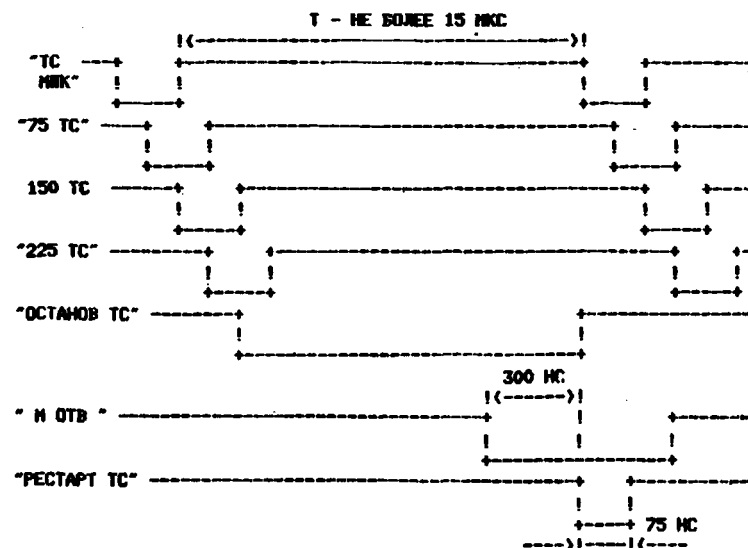 Т - НЕ БОЛЕЕ 15 МКС
"ТС
МШК"
"75 ТС"
150 ТС
"225 ТС"
"ОСТАНОВ ТС"
300 НС
" М ОТВ "
"РЕСТАРТ ТС"
75 НС